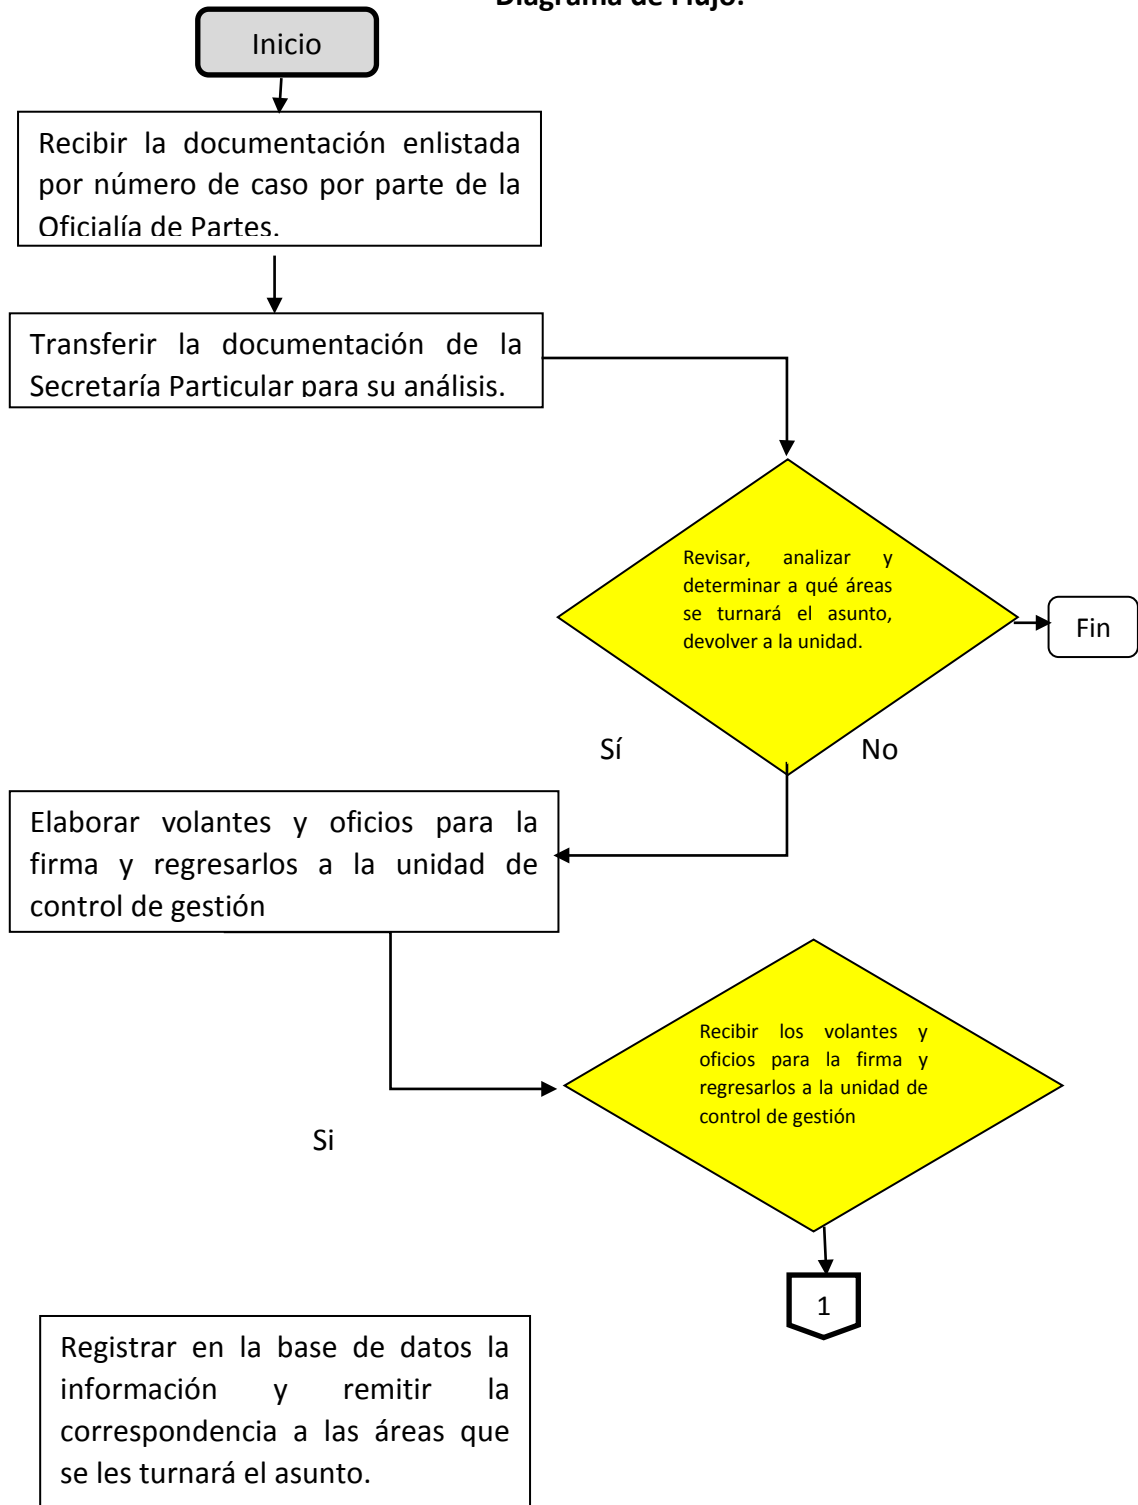 Diagrama de Flujo.
Inicio
Recibir la documentación enlistada
por número de caso por parte de la
Oficialía de Partes.
Transferir la documentación de la
Secretaría Particular para su análisis.
Revisar, analizar y
determinar a qué áreas
se turnará el asunto,
devolver a la unidad.
Fin
Sí
No
Elaborar volantes y oficios para la
firma y regresarlos a la unidad de
control de gestión
Recibir los volantes y
oficios para la firma y
regresarlos a la unidad de
control de gestión
Si
1
Registrar en la base de datos la
información y remitir la
correspondencia a las áreas que
se les turnará el asunto.